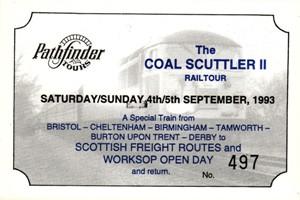 Pathfinder
TOURS
The
COAL SCUTTLER II
RAILTOUR
SATURDAY/SUNDAY 4th/5th SEPTEMBER, 1993
A Special Train from
BRISTOL – CHELTENHAM – BIRMINGHAM – TAMWORTH –
BURTON UPON TRENT – DERBY to
SCOTTISH FREIGHT ROUTES and
WORKSOP OPEN DAY
and return.
No. 497